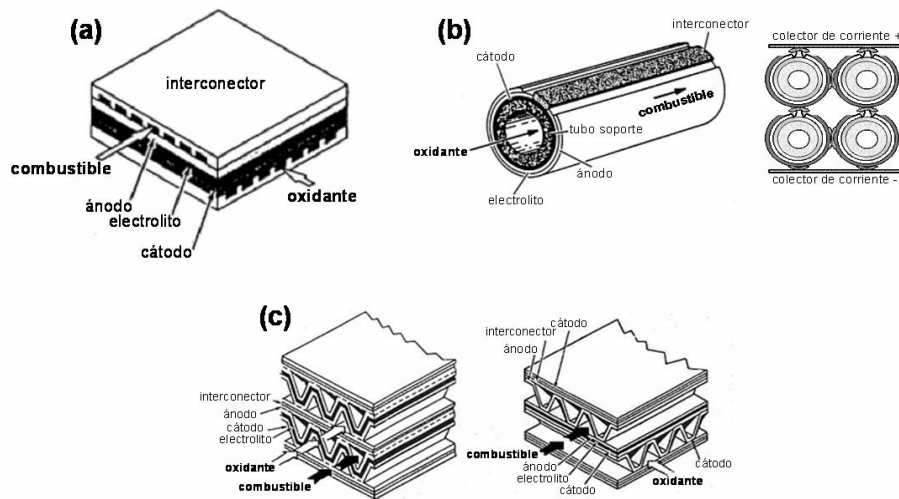 (a)
interconector
combustible
ánodo
electrolito
cátodo
oxidante
(b)
interconector
cátodo
combustible
tubo soporte
oxidante
ánodo
electrolito
colector de corriente +
colector de corriente -
(c)
interconector
ánodo
cátodo
electrolito
oxidante
combustible
cátodo
interconector
ánodo
combustible
ánodo
electrolito
cátodo
oxidante
cátodo